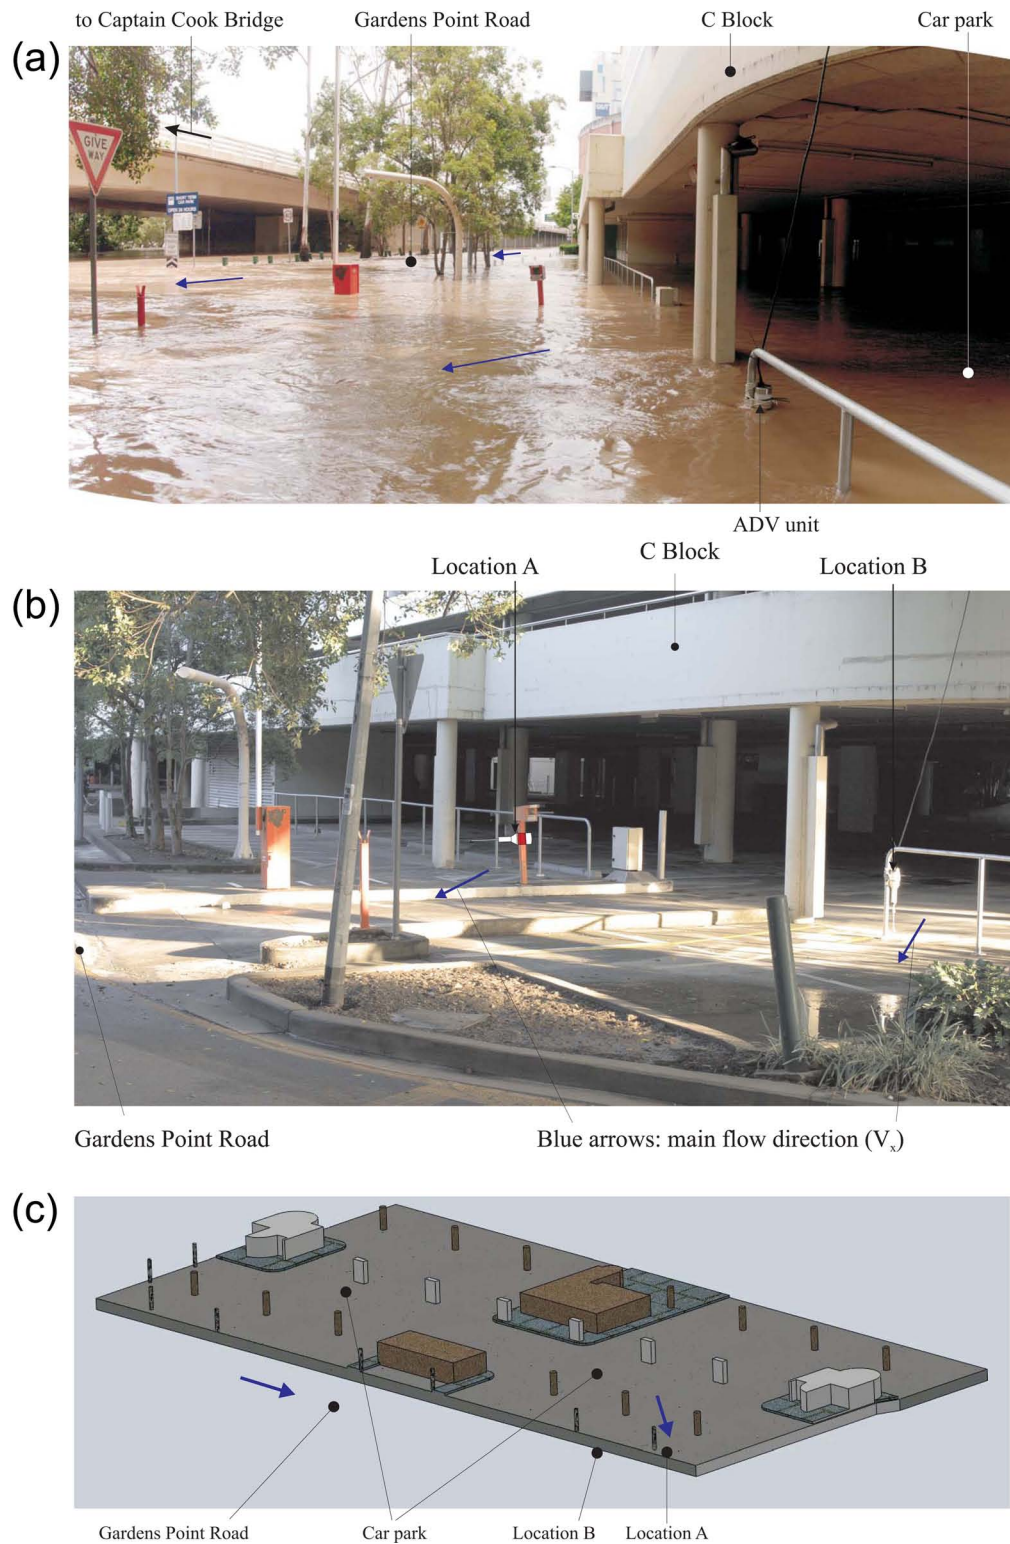 (a)
to Captain Cook Bridge
Gardens Point Road
C Block
Car park
GIVE
WAY
ADV unit
(b)
Location A
C Block
Location B
Gardens Point Road
Blue arrows: main flow direction (Vx)
(c)
Gardens Point Road
Car park
Location B
Location A